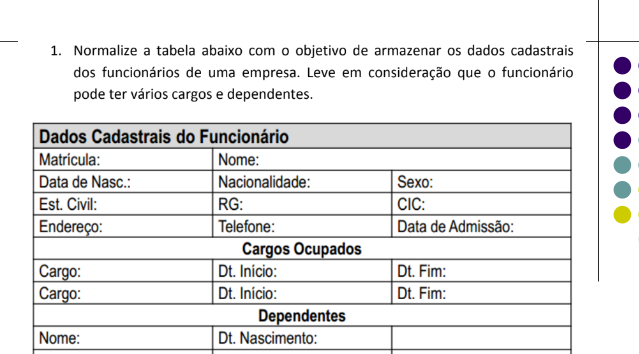 1. Normalize a tabela abaixo com o objetivo de armazenar os dados cadastrais
dos funcionários de uma empresa. Leve em consideração que o funcionário
pode ter vários cargos e dependentes.
Dados Cadastrais do Funcionário
Matrícula: Nome:
Data de Nasc.: Nacionalidade: Sexo:
Est. Civil: RG: CIC:
Endereço: Telefone: Data de Admissão:
Cargos Ocupados
Cargo: Dt. Início: Dt. Fim:
Cargo: Dt. Início: Dt. Fim:
Dependentes
Nome: Dt. Nascimento: